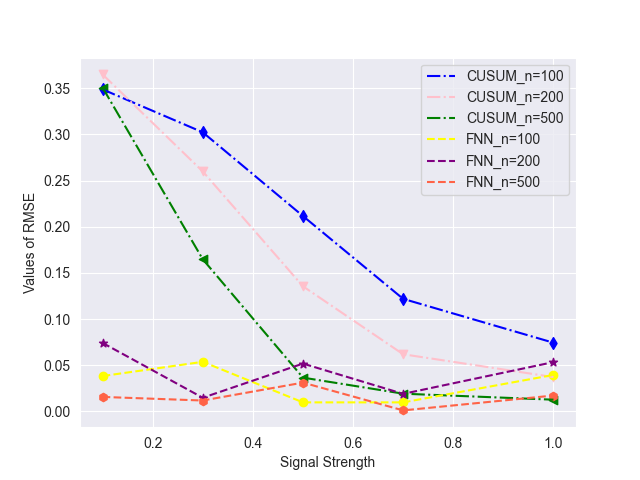 CUSUM_n=100
CUSUM_n=200
CUSUM_n=500
FNN_n=100
FNN_n=200
FNN_n=500
Values of RMSE
0.35
0.30
0.25
0.20
0.15
0.10
0.05
0.00
0.2 0.4 0.6 0.8 1.0
Signal Strength